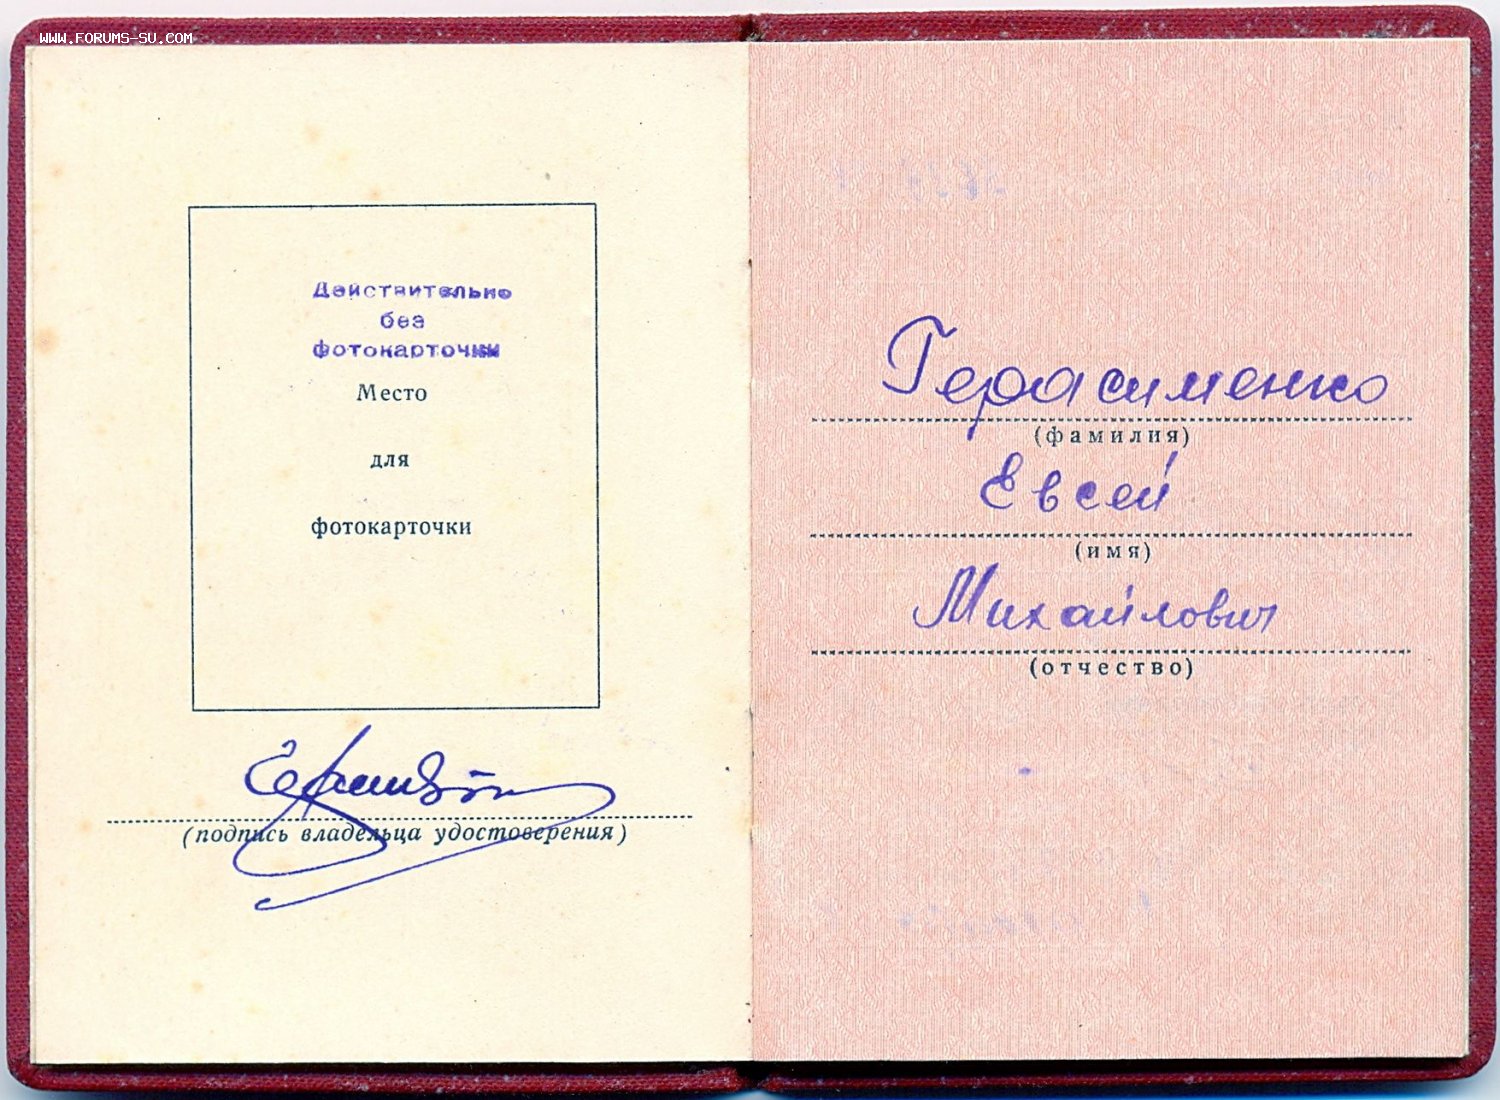 WWW.FORUMS-SU.COM
Действительно
без
фотокарточки
Место
для
фотокарточки
(подпись владельца удостоверения)
Герасименко
(фамилия)
Евсей
(имя)
Михайлович
(отчество)